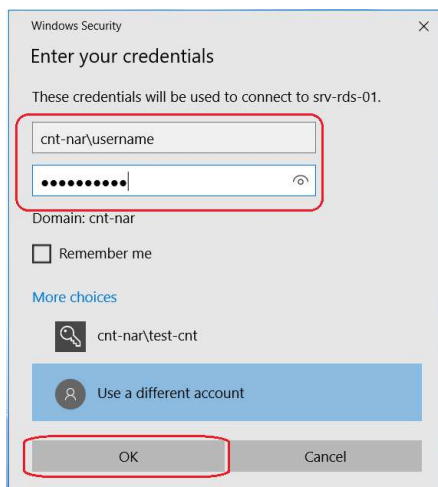 Windows Security
Enter your credentials
These credentials will be used to connect to srv-rds-01.
cnt-nar\username
••••••••••
Domain: cnt-nar
Remember me
More choices
cnt-nar\test-cnt
Use a different account
OK
Cancel